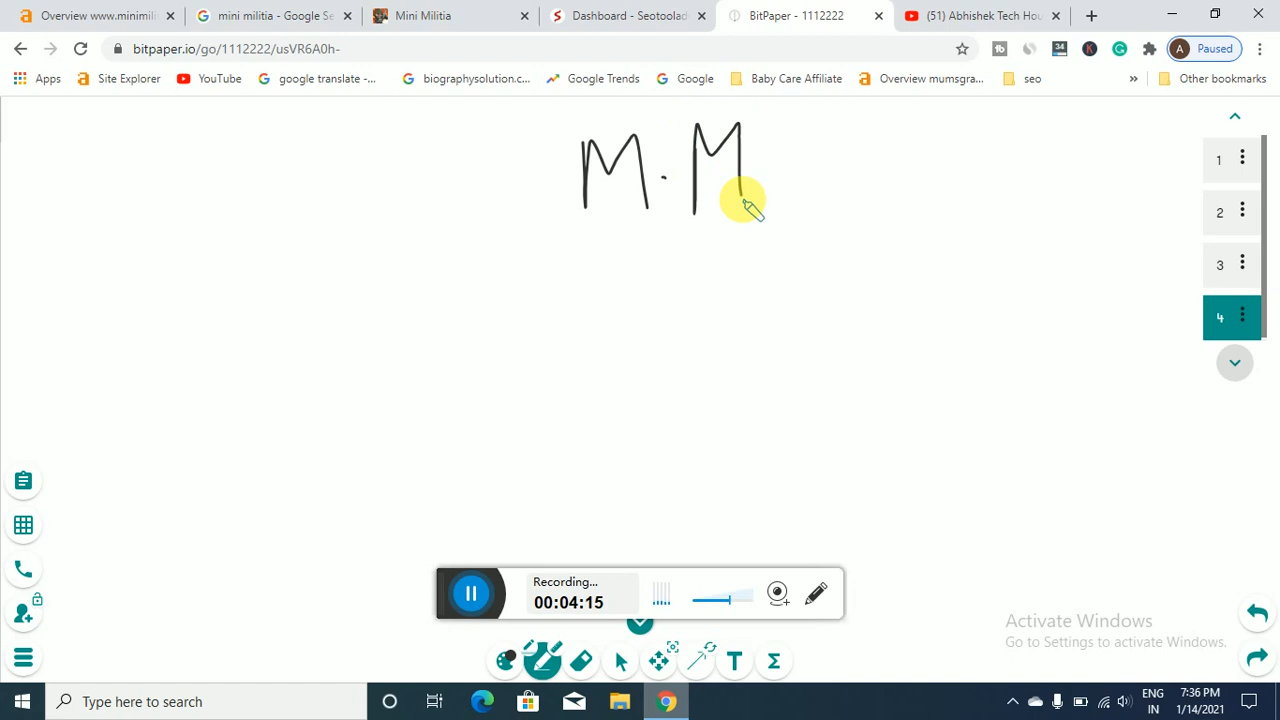 Overview www.minimili
mini militia - Google Se
Mini Militia
Dashboard - Seotoolad
BitPaper - 1112222
(51) Abhishek Tech Hou
bitpaper.io/go/1112222/usVR6A0h-
34
K
A Paused
Apps
Site Explorer
YouTube
google translate -...
biographysolution.c...
Google Trends
Google
Baby Care Affiliate
Overview mumsgra...
seo
»
Other bookmarks
M.M
1
2
3
4
Recording...
00:04:15
Activate Windows
Go to Settings to activate Windows.
T
Σ
Type here to search
ENG
IN
7:36 PM
1/14/2021